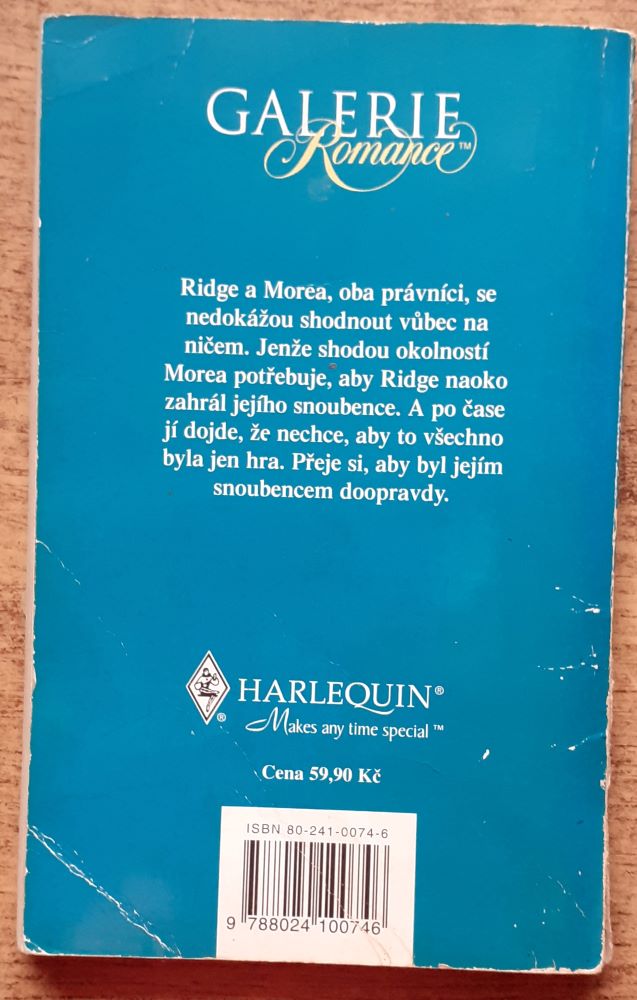 GALERIE
Romance™
Ridge a Morea, oba právníci, se
nedokážou shodnout vůbec na
ničem. Jenže shodou okolností
Morea potřebuje, aby Ridge naoko
zahrál jejího snoubence. A po čase
jí dojde, že nechce, aby to všechno
byla jen hra. Přeje si, aby byl jejím
snoubencem doopravdy.
HARLEQUIN®
®
Makes any time special™
Cena 59,90 Kč
ISBN 80-241-0074-6
9 788024 100746